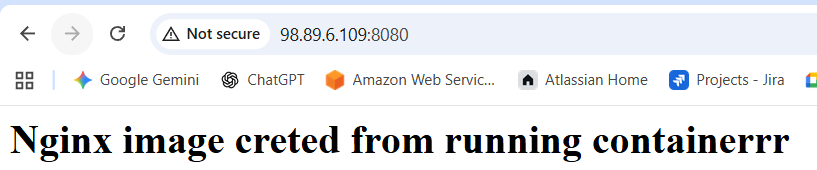 Not secure 98.89.6.109:8080
Google Gemini ChatGPT Amazon Web Servic... Atlassian Home Projects - Jira
Nginx image creted from running containerrr